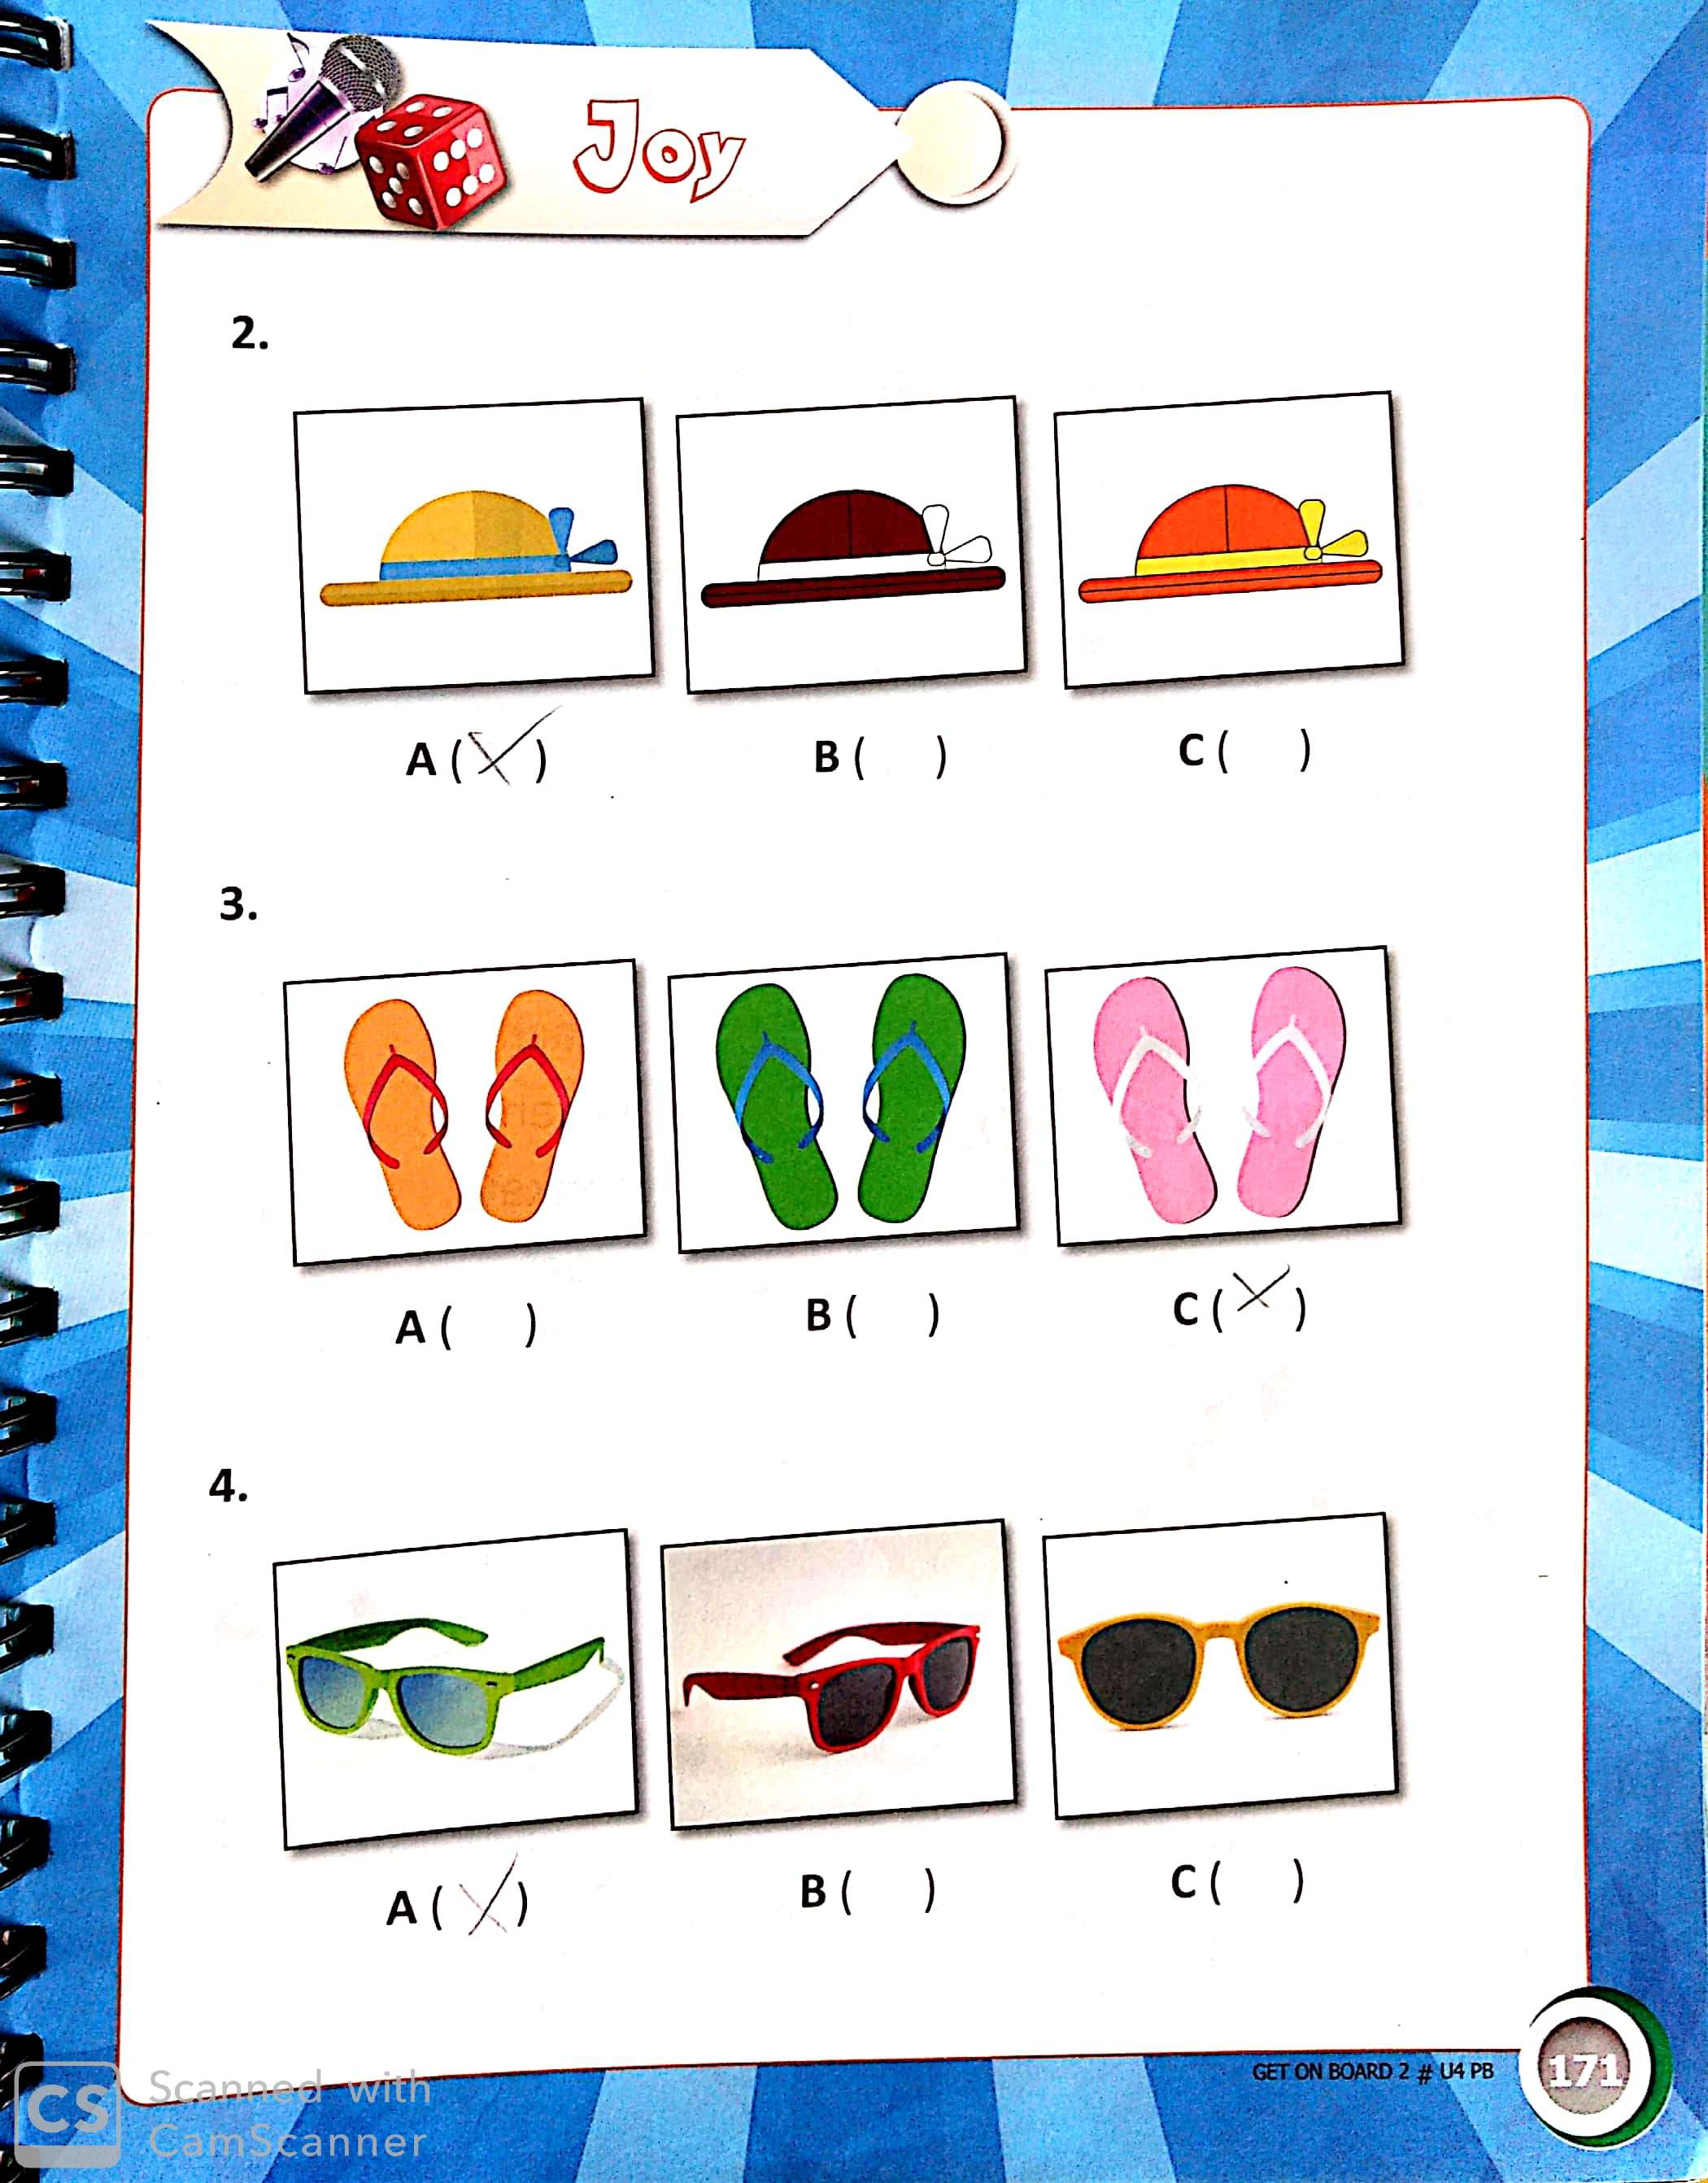 Joy
2.
A (X) B ( ) C ( )
3.
A ( ) B ( ) C (X)
4.
A (X) B ( ) C ( )
GET ON BOARD 2 # U4 PB 171
CS Scanned with
CamScanner